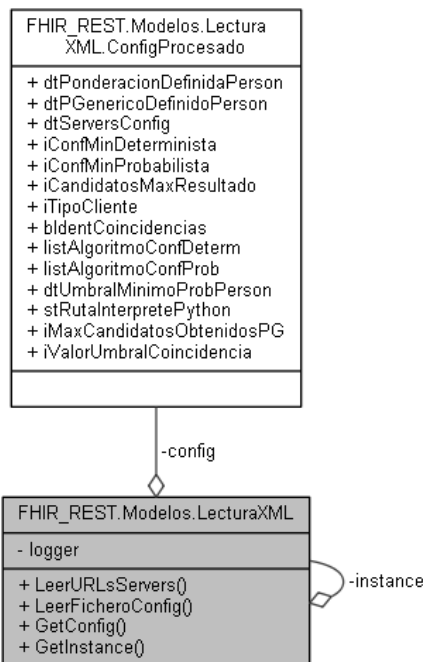 FHIR_REST.Modelos.Lectura
XML.ConfigProcesado
+ dtPonderacionDefinidaPerson
+ dtPGenericoDefinidoPerson
+ dtServersConfig
+ iConfMinDeterminista
+ iConfMinProbabilista
+ iCandidatosMaxResultado
+ iTipoCliente
+ bIdentCoincidencias
+ listAlgoritmoConfDeterm
+ listAlgoritmoConfProb
+ dtUmbralMinimoProbPerson
+ stRutaInterpretePython
+ iMaxCandidatosObtenidosPG
+ iValorUmbralCoincidencia
-config
FHIR_REST.Modelos.LecturaXML
- logger
+ LeerURLsServers()
+ LeerFicheroConfig()
+ GetConfig()
+ GetInstance()
-instance